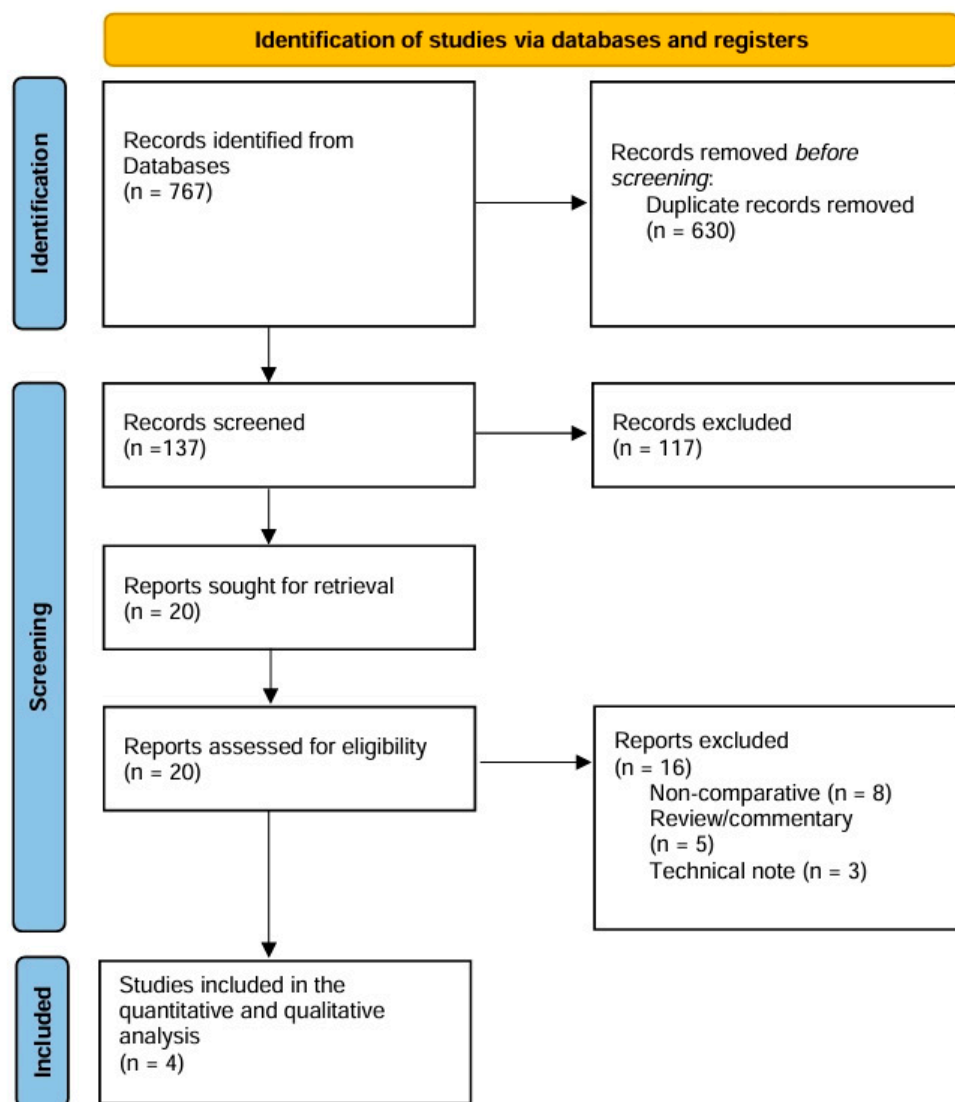 Identification of studies via databases and registers
Identification
Records identified from
Databases
(n = 767)
Records removed before
screening:
Duplicate records removed
(n = 630)
Screening
Records screened
(n =137)
Records excluded
(n = 117)
Reports sought for retrieval
(n = 20)
Reports assessed for eligibility
(n = 20)
Reports excluded
(n = 16)
Non-comparative (n = 8)
Review/commentary
(n = 5)
Technical note (n = 3)
Included
Studies included in the
quantitative and qualitative
analysis
(n = 4)